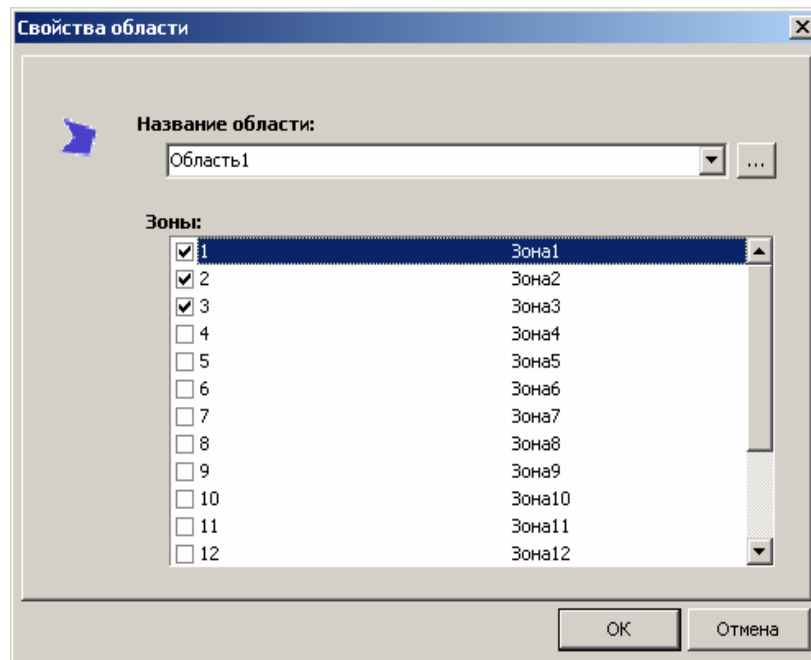 Свойства области
Название области:
Область1
...
Зоны:
1 Зона1
2 Зона2
3 Зона3
4 Зона4
5 Зона5
6 Зона6
7 Зона7
8 Зона8
9 Зона9
10 Зона10
11 Зона11
12 Зона12
ОК Отмена